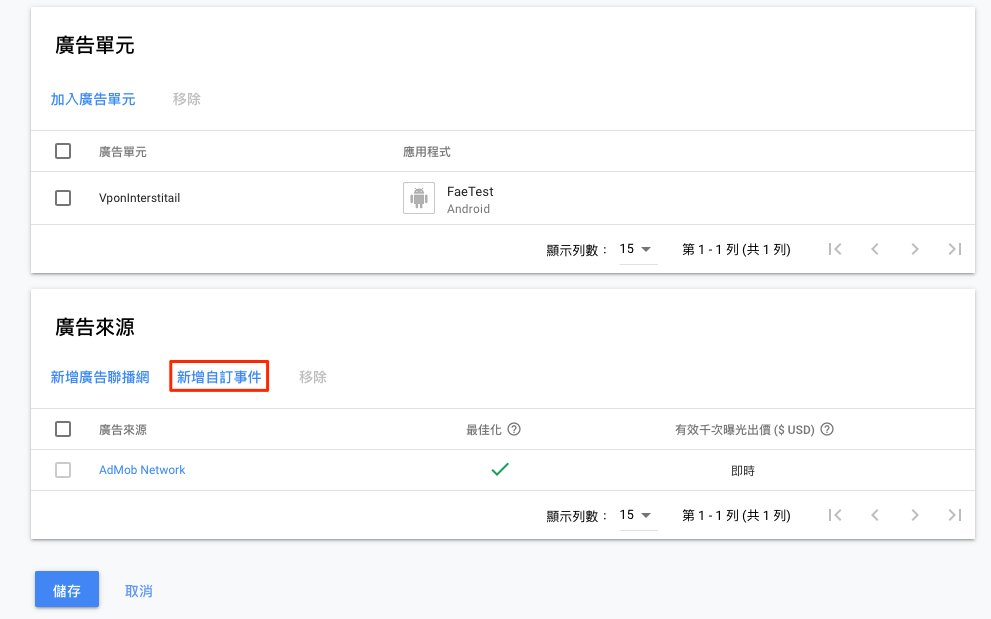 廣告單元
加入廣告單元 移除
廣告單元 應用程式
VponInterstitail FaeTest
Android
顯示列數： 15 第 1 - 1 列 (共 1 列)
廣告來源
新增廣告聯播網 新增自訂事件 移除
廣告來源 最佳化 有效千次曝光出價 ($ USD)
AdMob Network 即時
顯示列數： 15 第 1 - 1 列 (共 1 列)
儲存 取消